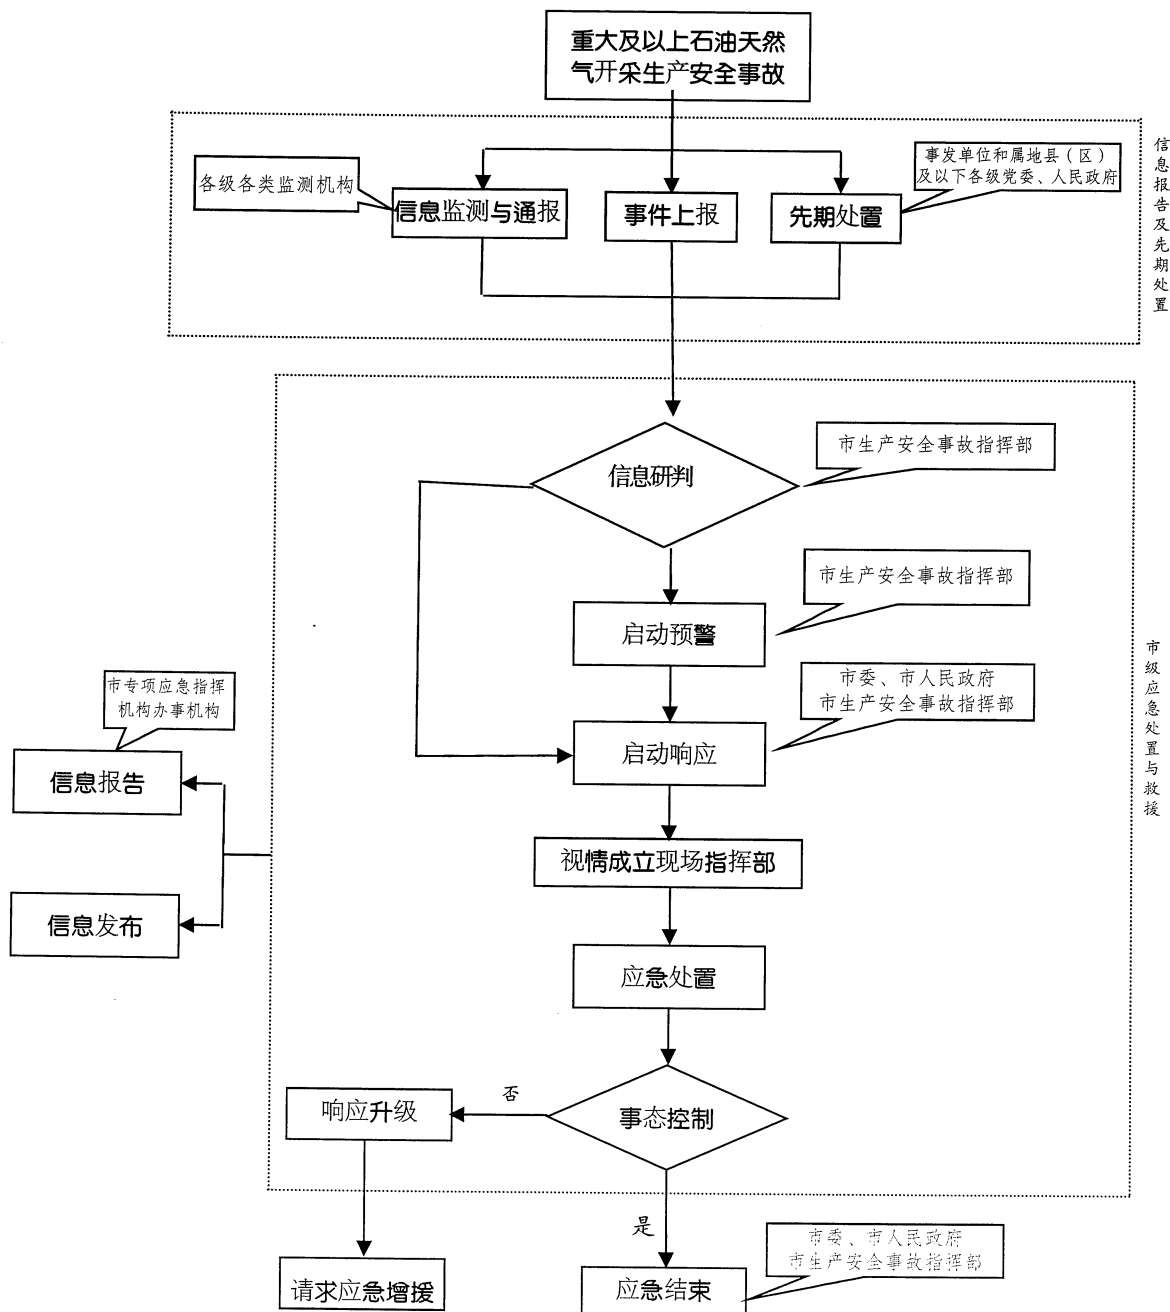 重大及以上石油天然
气开采生产安全事故
各级各类监测机构
信息监测与通报
事件上报
先期处置
事发单位和属地县（区）
及以下各级党委、人民政府
信息报告及先期处置
信息研判
市生产安全事故指挥部
市生产安全事故指挥部
启动预警
市委、市人民政府
市生产安全事故指挥部
启动响应
市专项应急指挥
机构办事机构
信息报告
信息发布
视情成立现场指挥部
应急处置
市级应急处置与救援
事态控制
否
响应升级
是
请求应急增援
应急结束
市委、市人民政府
市生产安全事故指挥部